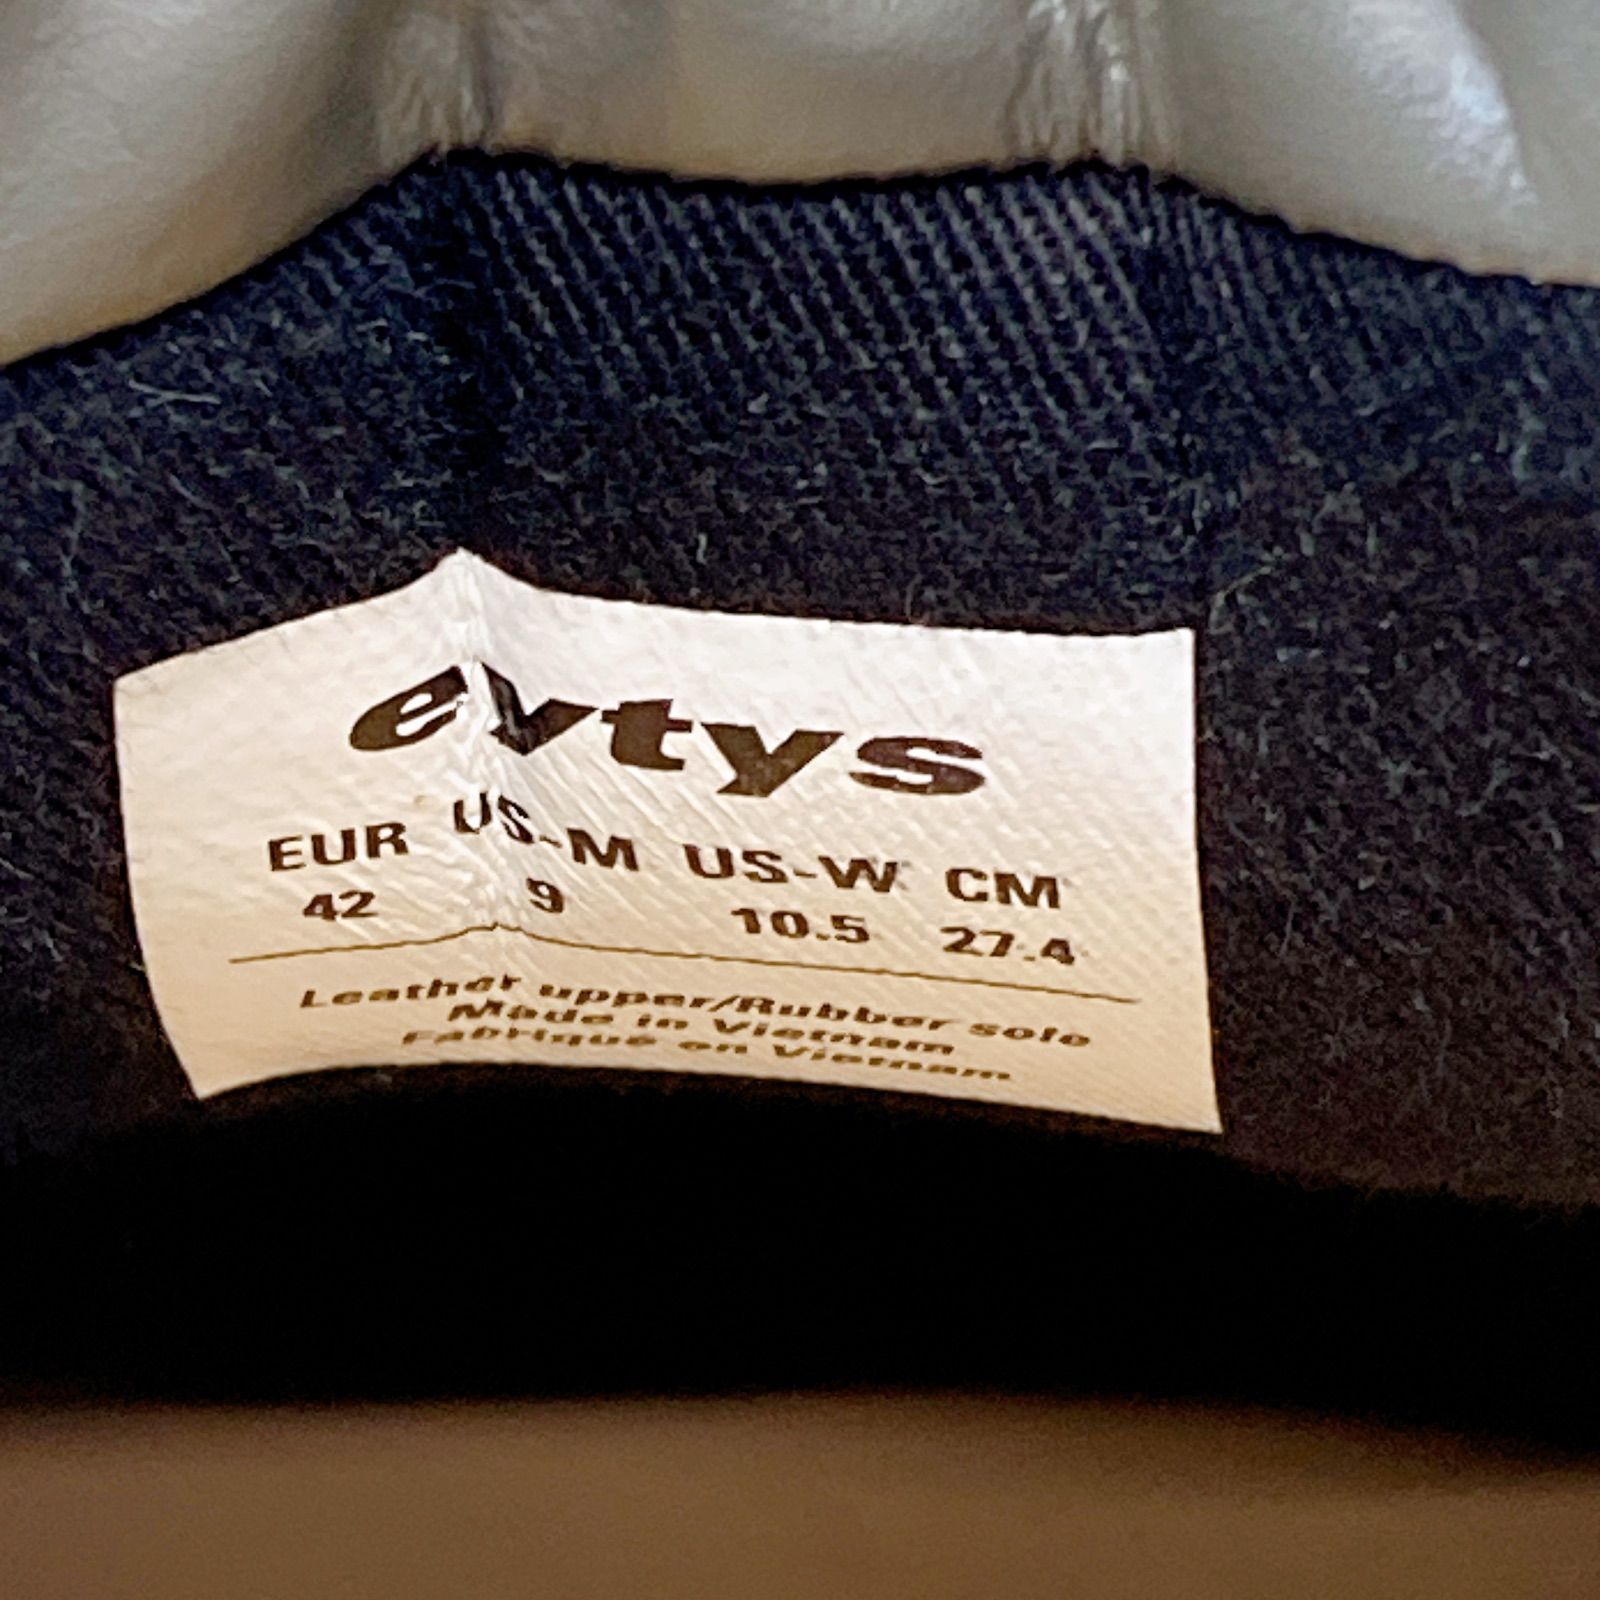 evtys
EUR US-M US-W CM
42 9 10.5 27.4
Leather upper/Rubber sole
Made in Vietnam
Fabriqué en Vietnam